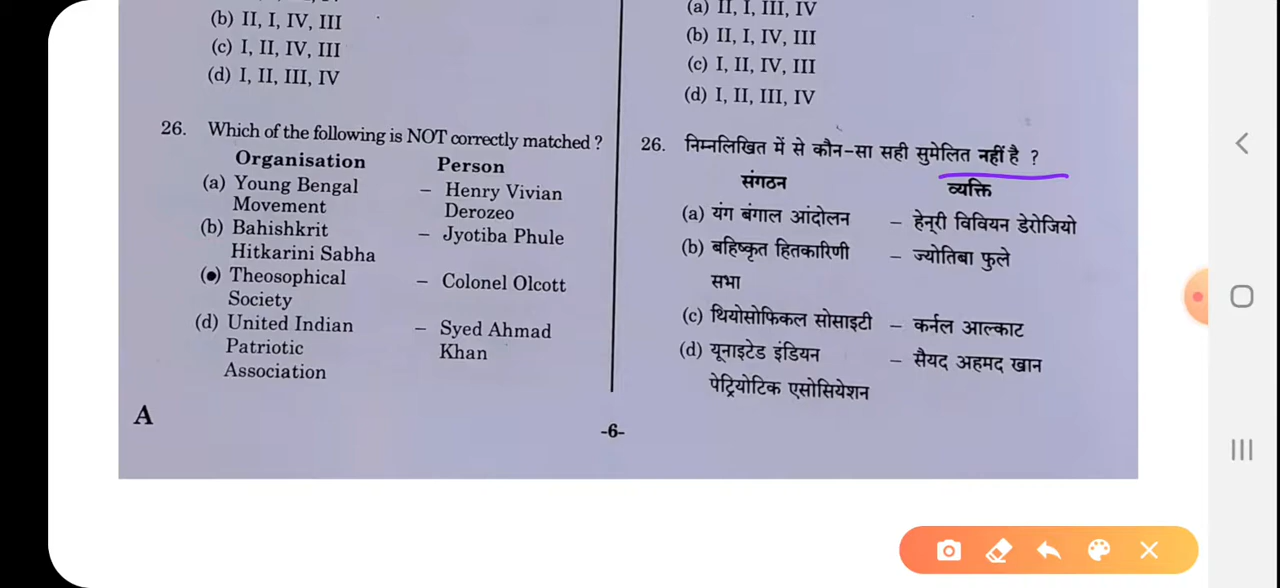 (b) II, I, IV, III
(c) I, II, IV, III
(d) I, II, III, IV
26. Which of the following is NOT correctly matched ?
Organisation Person
(a) Young Bengal – Henry Vivian
Movement Derozeo
(b) Bahishkrit – Jyotiba Phule
Hitkarini Sabha
Theosophical – Colonel Olcott
Society
(d) United Indian – Syed Ahmad
Patriotic Khan
Association
A
(a) II, I, III, IV
(b) II, I, IV, III
(c) I, II, IV, III
(d) I, II, III, IV
26. निम्नलिखित में से कौन-सा सही सुमेलित नहीं है ?
संगठन व्यक्ति
(a) यंग बंगाल आंदोलन – हेनरी विवियन डेरोजियो
(b) बहिष्कृत हितकारिणी – ज्योतिबा फुले
सभा
(c) थियोसोफिकल सोसाइटी – कर्नल आल्काट
(d) यूनाइटेड इंडियन – सैयद अहमद खान
पेट्रियोटिक एसोसियेशन
-6-